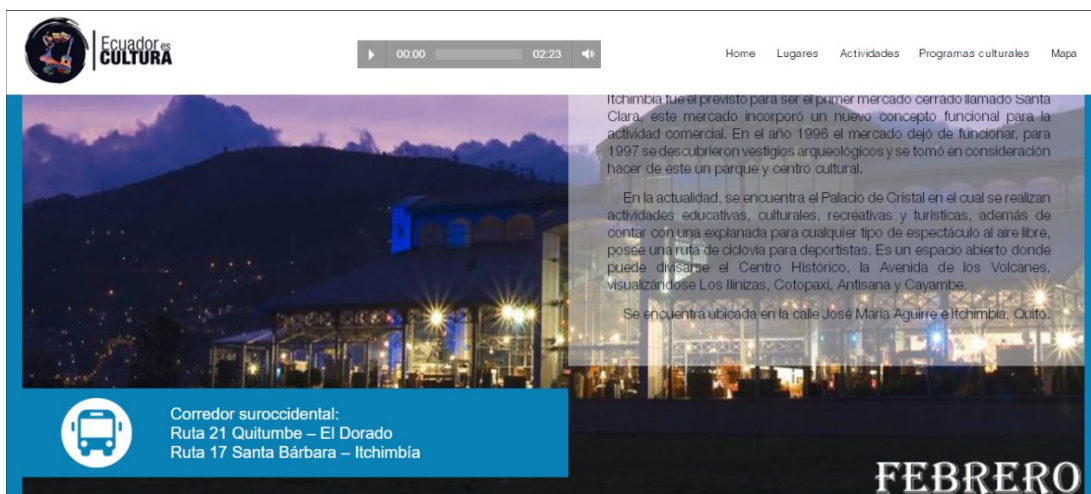 Ecuador es
CULTURA
00:00
02:23
Home Lugares Actividades Programas culturales Mapa
Itchimbía fue el previsto para ser el primer mercado cerrado llamado Santa
Clara, este mercado incorporó un nuevo concepto funcional para la
actividad comercial. En el año 1996 el mercado dejó de funcionar, para
1997 se descubrieron vestigios arqueológicos y se tomó en consideración
hacer de este un parque y centro cultural.
En la actualidad, se encuentra el Palacio de Cristal en el cual se realizan
actividades educativas, culturales, recreativas y turísticas, además de
contar con una explanada para cualquier tipo de espectáculo al aire libre,
posee una ruta de ciclovía para deportistas. Es un espacio abierto donde
puede divisarse el Centro Histórico, la Avenida de los Volcanes,
visualizándose Los Ilinizas, Cotopaxi, Antisana y Cayambe.
Se encuentra ubicada en la calle José María Aguirre e Itchimbía, Quito.
Corredor suroccidental:
Ruta 21 Quitumbe – El Dorado
Ruta 17 Santa Bárbara – Itchimbía
FEBRERO